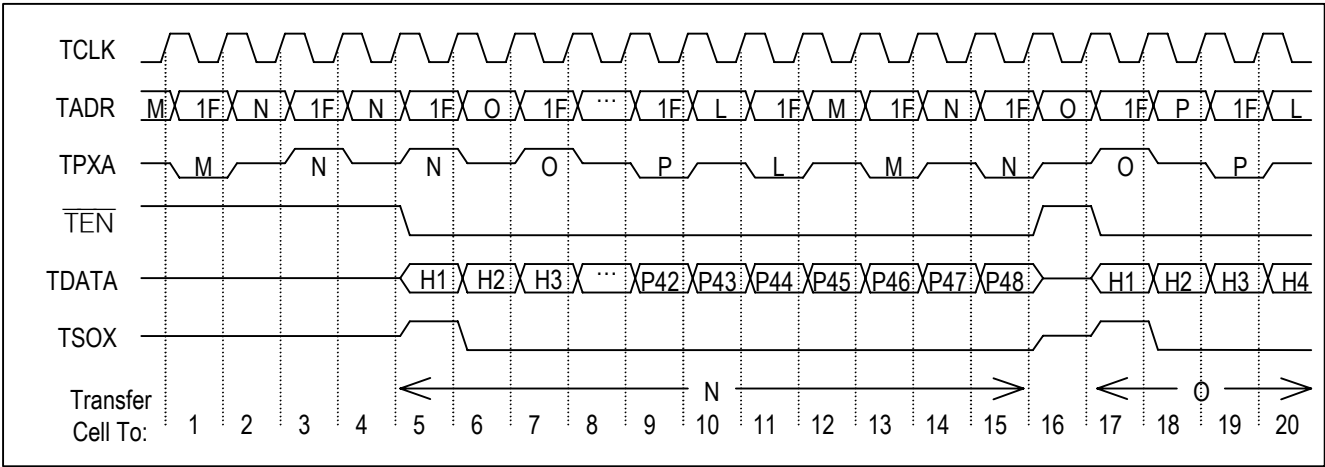 TCLK
TADR M 1F N 1F N 1F O 1F ... 1F L 1F M 1F N 1F O 1F P 1F L
TPXA M N N O P L M N O P
TEN
TDATA H1 H2 H3 ... P42 P43 P44 P45 P46 P47 P48 H1 H2 H3 H4
TSOX
N O
Transfer
Cell To: 1 2 3 4 5 6 7 8 9 10 11 12 13 14 15 16 17 18 19 20